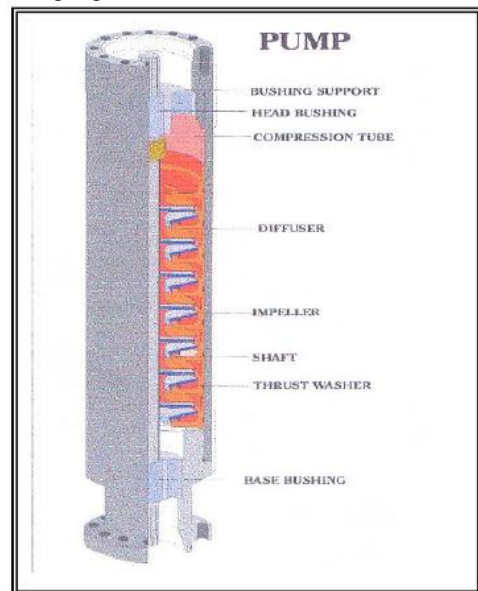 PUMP
BUSHING SUPPORT
HEAD BUSHING
COMPRESSION TUBE
DIFFUSER
IMPELLER
SHAFT
THRUST WASHER
BASE BUSHING